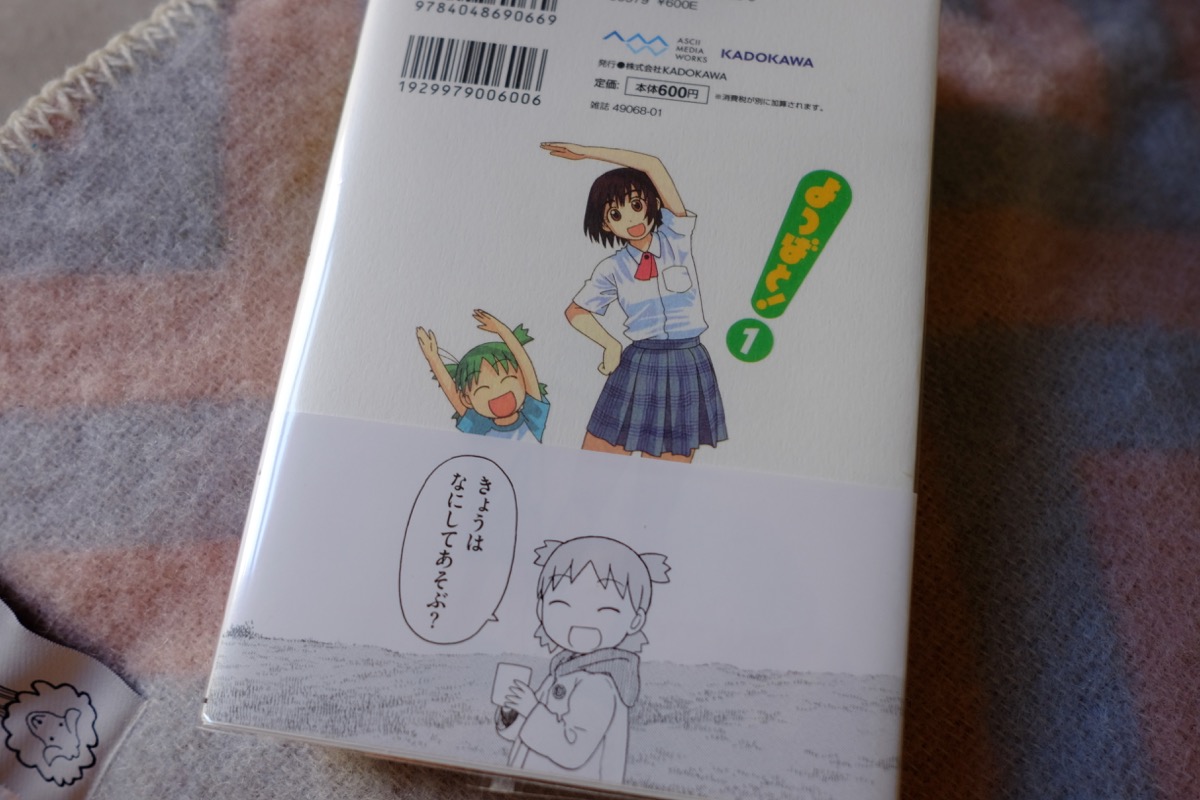 9784048690669
¥600E
1929979006006
ASCII
MEDIA
WORKS
KADOKAWA
発行●株式会社KADOKAWA
定価: 本体600円 ※消費税が別に加算されます。
雑誌 49068-01
よつばと!
1
きょうは
なにしてあそぶ?